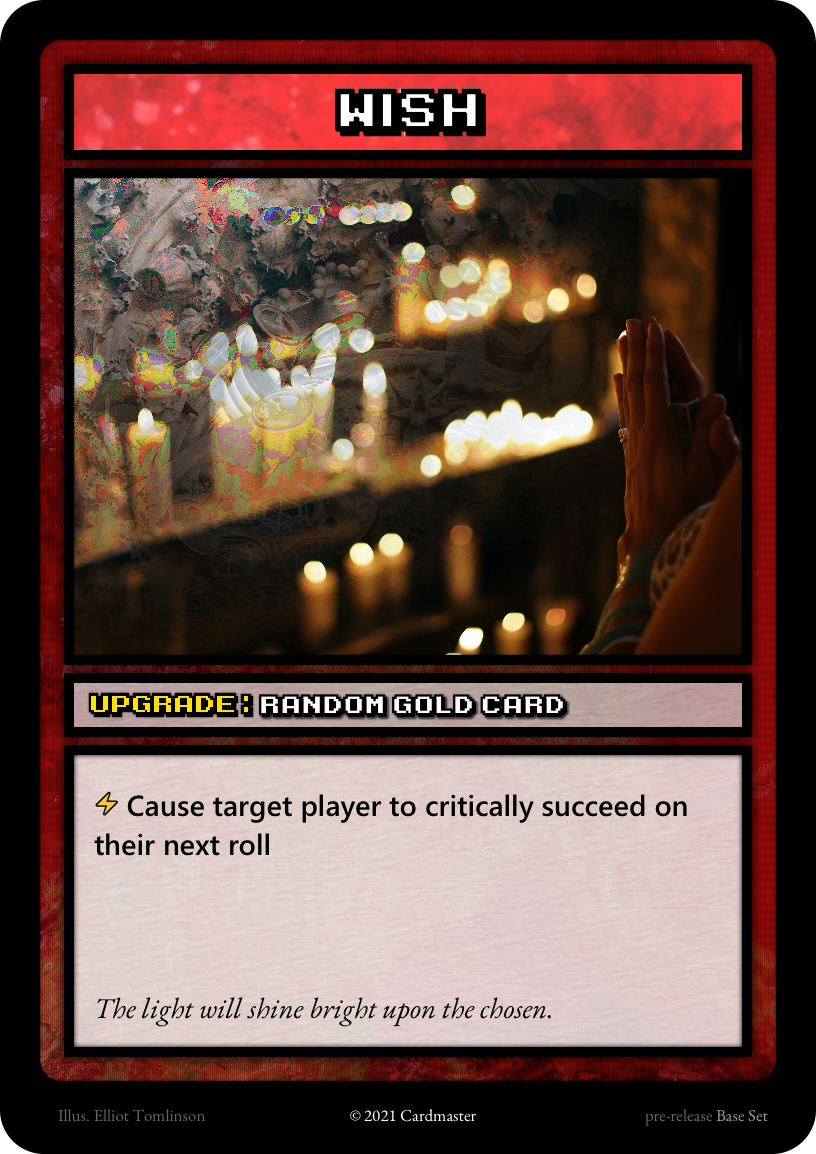 WISH
UPGRADE: RANDOM GOLD CARD
⚡ Cause target player to critically succeed on
their next roll
The light will shine bright upon the chosen.
Illus. Elliot Tomlinson © 2021 Cardmaster pre-release Base Set